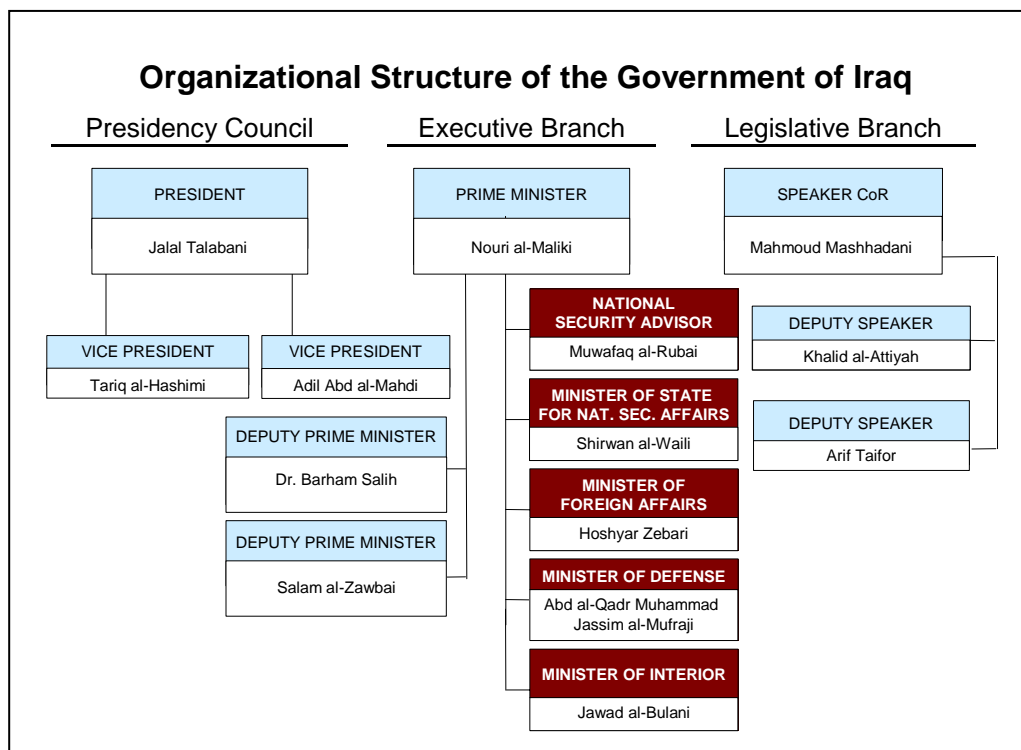 Organizational Structure of the Government of Iraq
Presidency Council
Executive Branch
Legislative Branch
PRESIDENT
Jalal Talabani
VICE PRESIDENT
Tariq al-Hashimi
VICE PRESIDENT
Adil Abd al-Mahdi
PRIME MINISTER
Nouri al-Maliki
DEPUTY PRIME MINISTER
Dr. Barham Salih
DEPUTY PRIME MINISTER
Salam al-Zawbai
NATIONAL
SECURITY ADVISOR
Muwafaq al-Rubai
MINISTER OF STATE
FOR NAT. SEC. AFFAIRS
Shirwan al-Waili
MINISTER OF
FOREIGN AFFAIRS
Hoshyar Zebari
MINISTER OF DEFENSE
Abd al-Qadr Muhammad
Jassim al-Mufraji
MINISTER OF INTERIOR
Jawad al-Bulani
SPEAKER CoR
Mahmoud Mashhadani
DEPUTY SPEAKER
Khalid al-Attiyah
DEPUTY SPEAKER
Arif Taifor